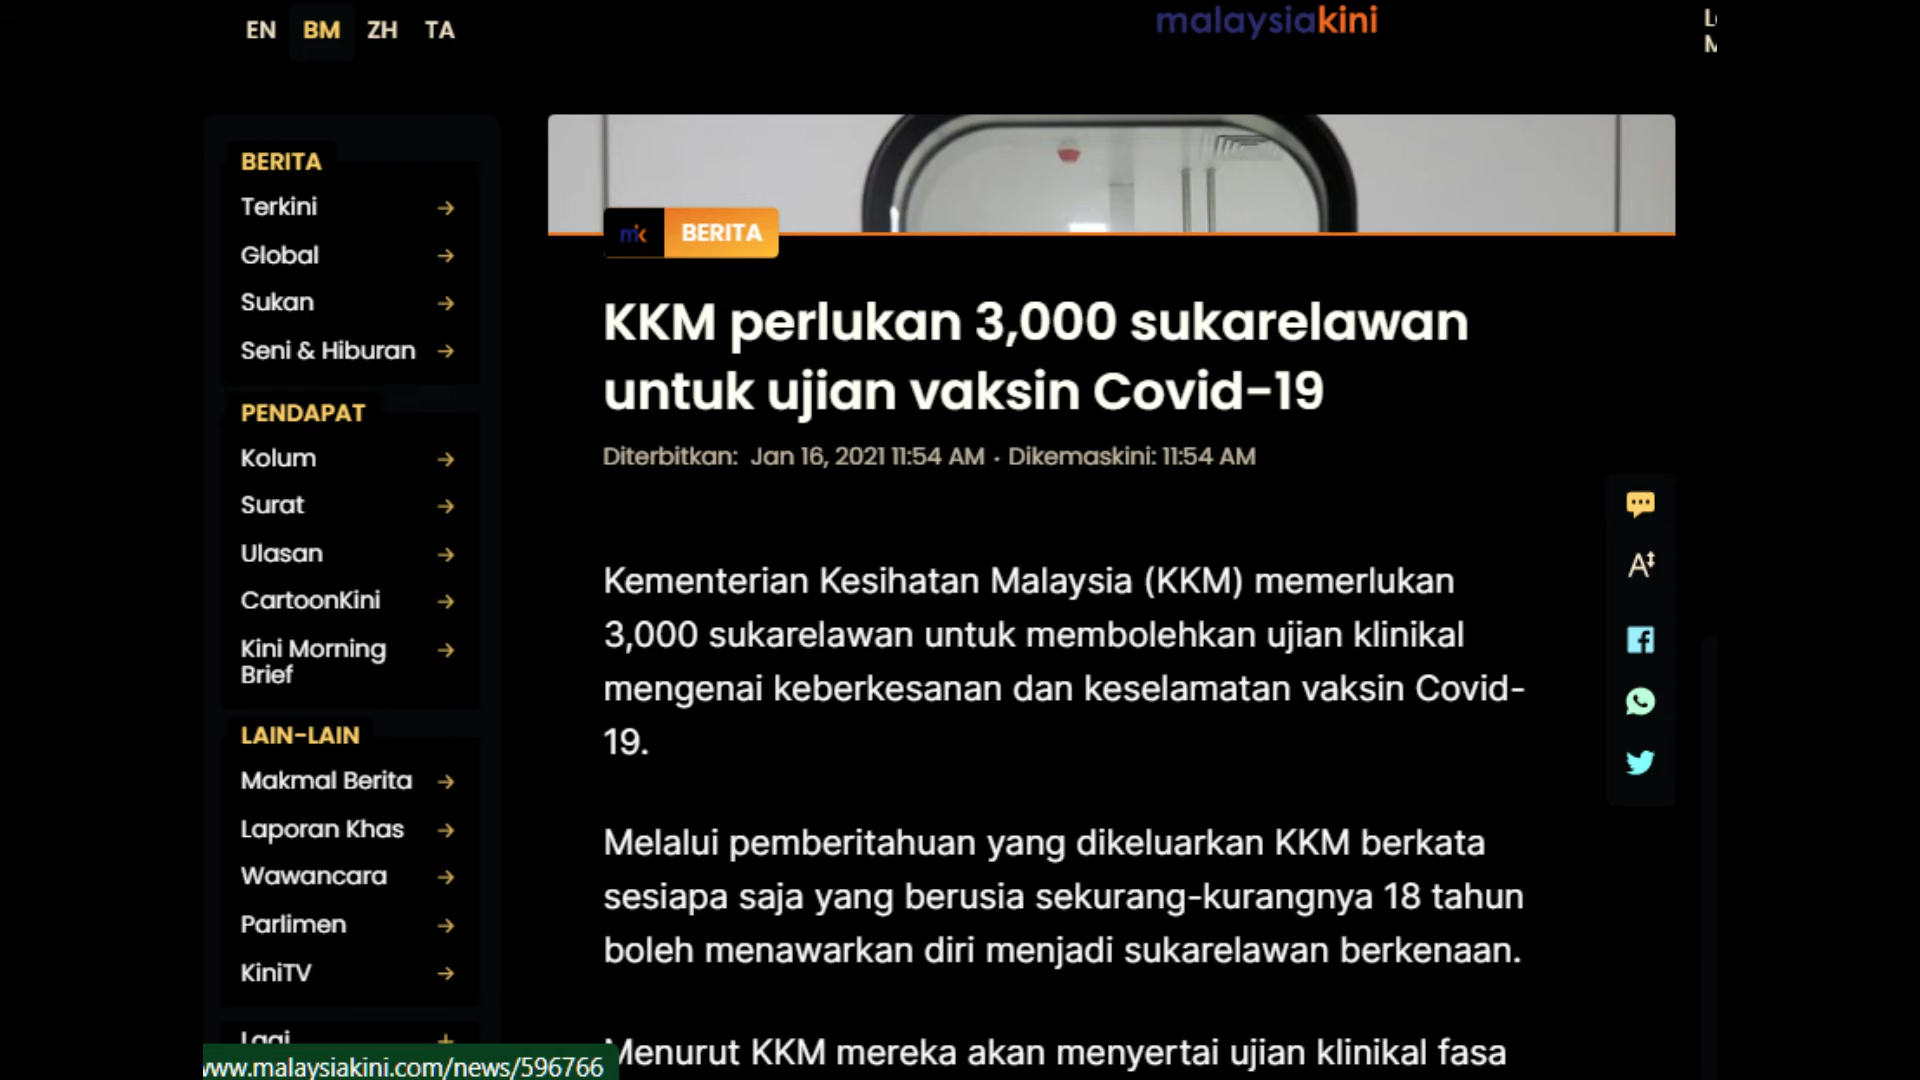 EN BM ZH TA
malaysiakini
BERITA
Terkini
Global
Sukan
Seni & Hiburan
PENDAPAT
Kolum
Surat
Ulasan
CartoonKini
Kini Morning
Brief
LAIN-LAIN
Makmal Berita
Laporan Khas
Wawancara
Parlimen
KiniTV
Lagi
mk BERITA
KKM perlukan 3,000 sukarelawan
untuk ujian vaksin Covid-19
Diterbitkan: Jan 16, 2021 11:54 AM · Dikemaskini: 11:54 AM
Kementerian Kesihatan Malaysia (KKM) memerlukan
3,000 sukarelawan untuk membolehkan ujian klinikal
mengenai keberkesanan dan keselamatan vaksin Covid-
19.
Melalui pemberitahuan yang dikeluarkan KKM berkata
sesiapa saja yang berusia sekurang-kurangnya 18 tahun
boleh menawarkan diri menjadi sukarelawan berkenaan.
Menurut KKM mereka akan menyertai ujian klinikal fasa
www.malaysiakini.com/news/596766